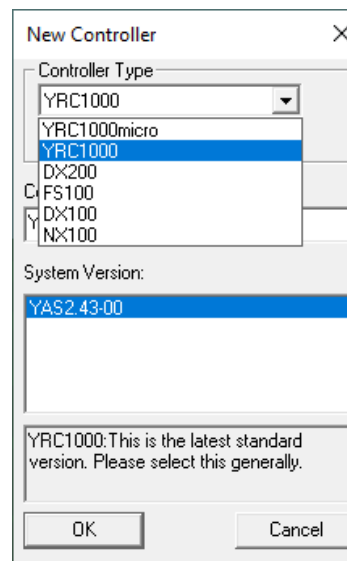 New Controller
Controller Type
YRC1000
YRC1000micro
YRC1000
DX200
FS100
DX100
NX100
System Version:
YAS2.43-00
YRC1000:This is the latest standard
version. Please select this generally.
OK
Cancel